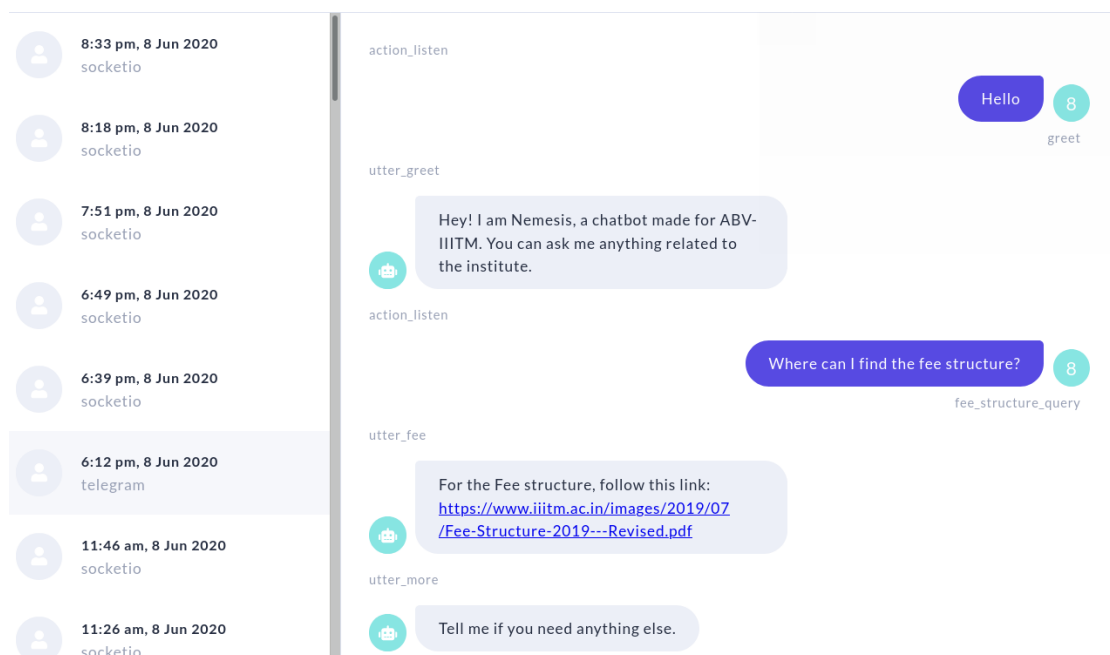 8:33 pm, 8 Jun 2020
socketio
8:18 pm, 8 Jun 2020
socketio
7:51 pm, 8 Jun 2020
socketio
6:49 pm, 8 Jun 2020
socketio
6:39 pm, 8 Jun 2020
socketio
6:12 pm, 8 Jun 2020
telegram
11:46 am, 8 Jun 2020
socketio
11:26 am, 8 Jun 2020
socketio
action_listen
Hello
8
greet
utter_greet
Hey! I am Nemesis, a chatbot made for ABV-
IIITM. You can ask me anything related to
the institute.
action_listen
Where can I find the fee structure?
8
fee_structure_query
utter_fee
For the Fee structure, follow this link:
https://www.iiitm.ac.in/images/2019/07
/Fee-Structure-2019---Revised.pdf
utter_more
Tell me if you need anything else.